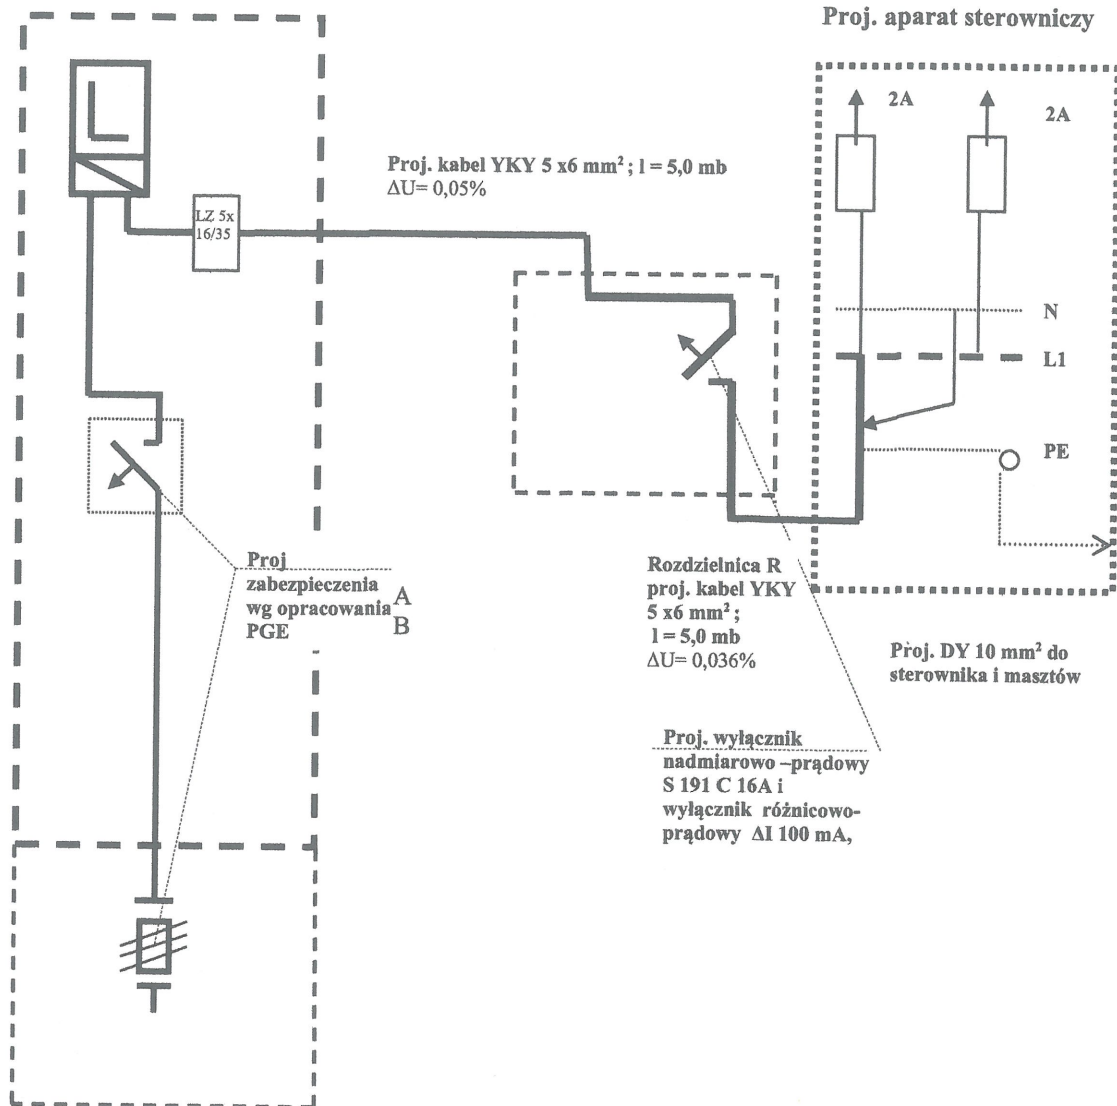 Proj. aparat sterowniczy
2A
2A
Proj. kabel YKY 5 x6 mm² ; l = 5,0 mb
ΔU= 0,05%
LZ 5x
16/35
N
L1
PE
Proj
zabezpieczenia
wg opracowania
PGE
A
B
Rozdzielnica R
proj. kabel YKY
5 x6 mm² ;
l = 5,0 mb
ΔU= 0,036%
Proj. DY 10 mm² do
sterownika i masztów
Proj. wyłącznik
nadmiarowo –prądowy
S 191 C 16A i
wyłącznik różnicowo-
prądowy ΔI 100 mA,